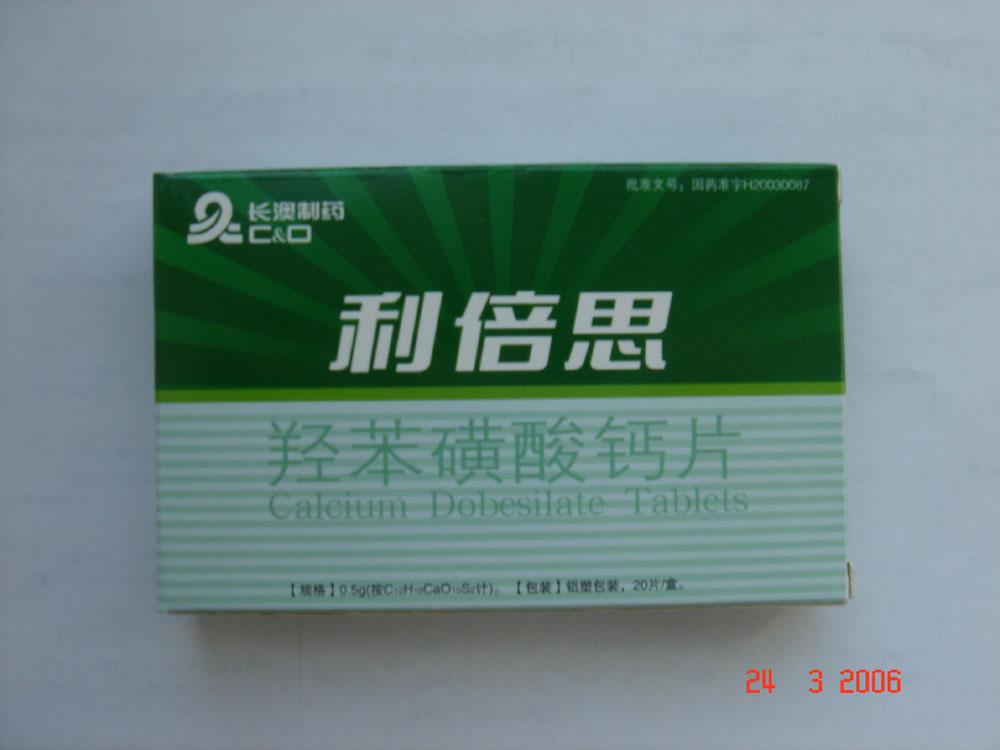 批准文号：国药准字H20030087
长澳制药
C&O
利倍思
羟苯磺酸钙片
Calcium Dobesilate Tablets
【规格】0.5g(按C12H10CaO10S2计)。 【包装】铝塑包装，20片/盒。
24 3 2006